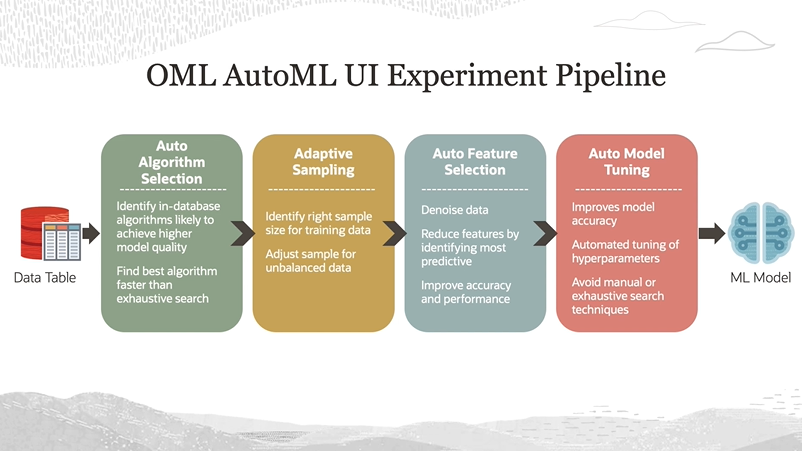 OML AutoML UI Experiment Pipeline
Auto
Algorithm
Selection
Identify in-database
algorithms likely to
achieve higher
model quality
Find best algorithm
faster than
exhaustive search
Adaptive
Sampling
Identify right sample
size for training data
Adjust sample for
unbalanced data
Auto Feature
Selection
Denoise data
Reduce features by
identifying most
predictive
Improve accuracy
and performance
Auto Model
Tuning
Improves model
accuracy
Automated tuning of
hyperparameters
Avoid manual or
exhaustive search
techniques
Data Table
ML Model